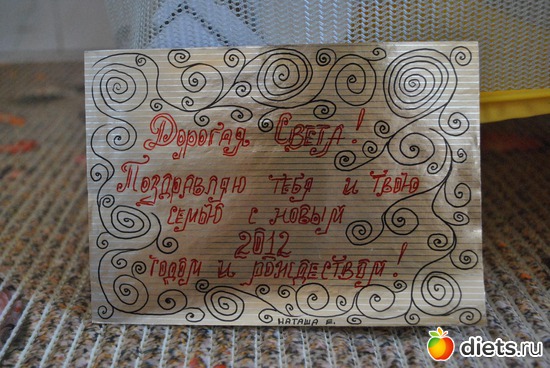 Дорогая Света!
Поздравляю тебя и твою
семью с новым
2012
годом и рождеством!
НАТАША Е.
diets.ru